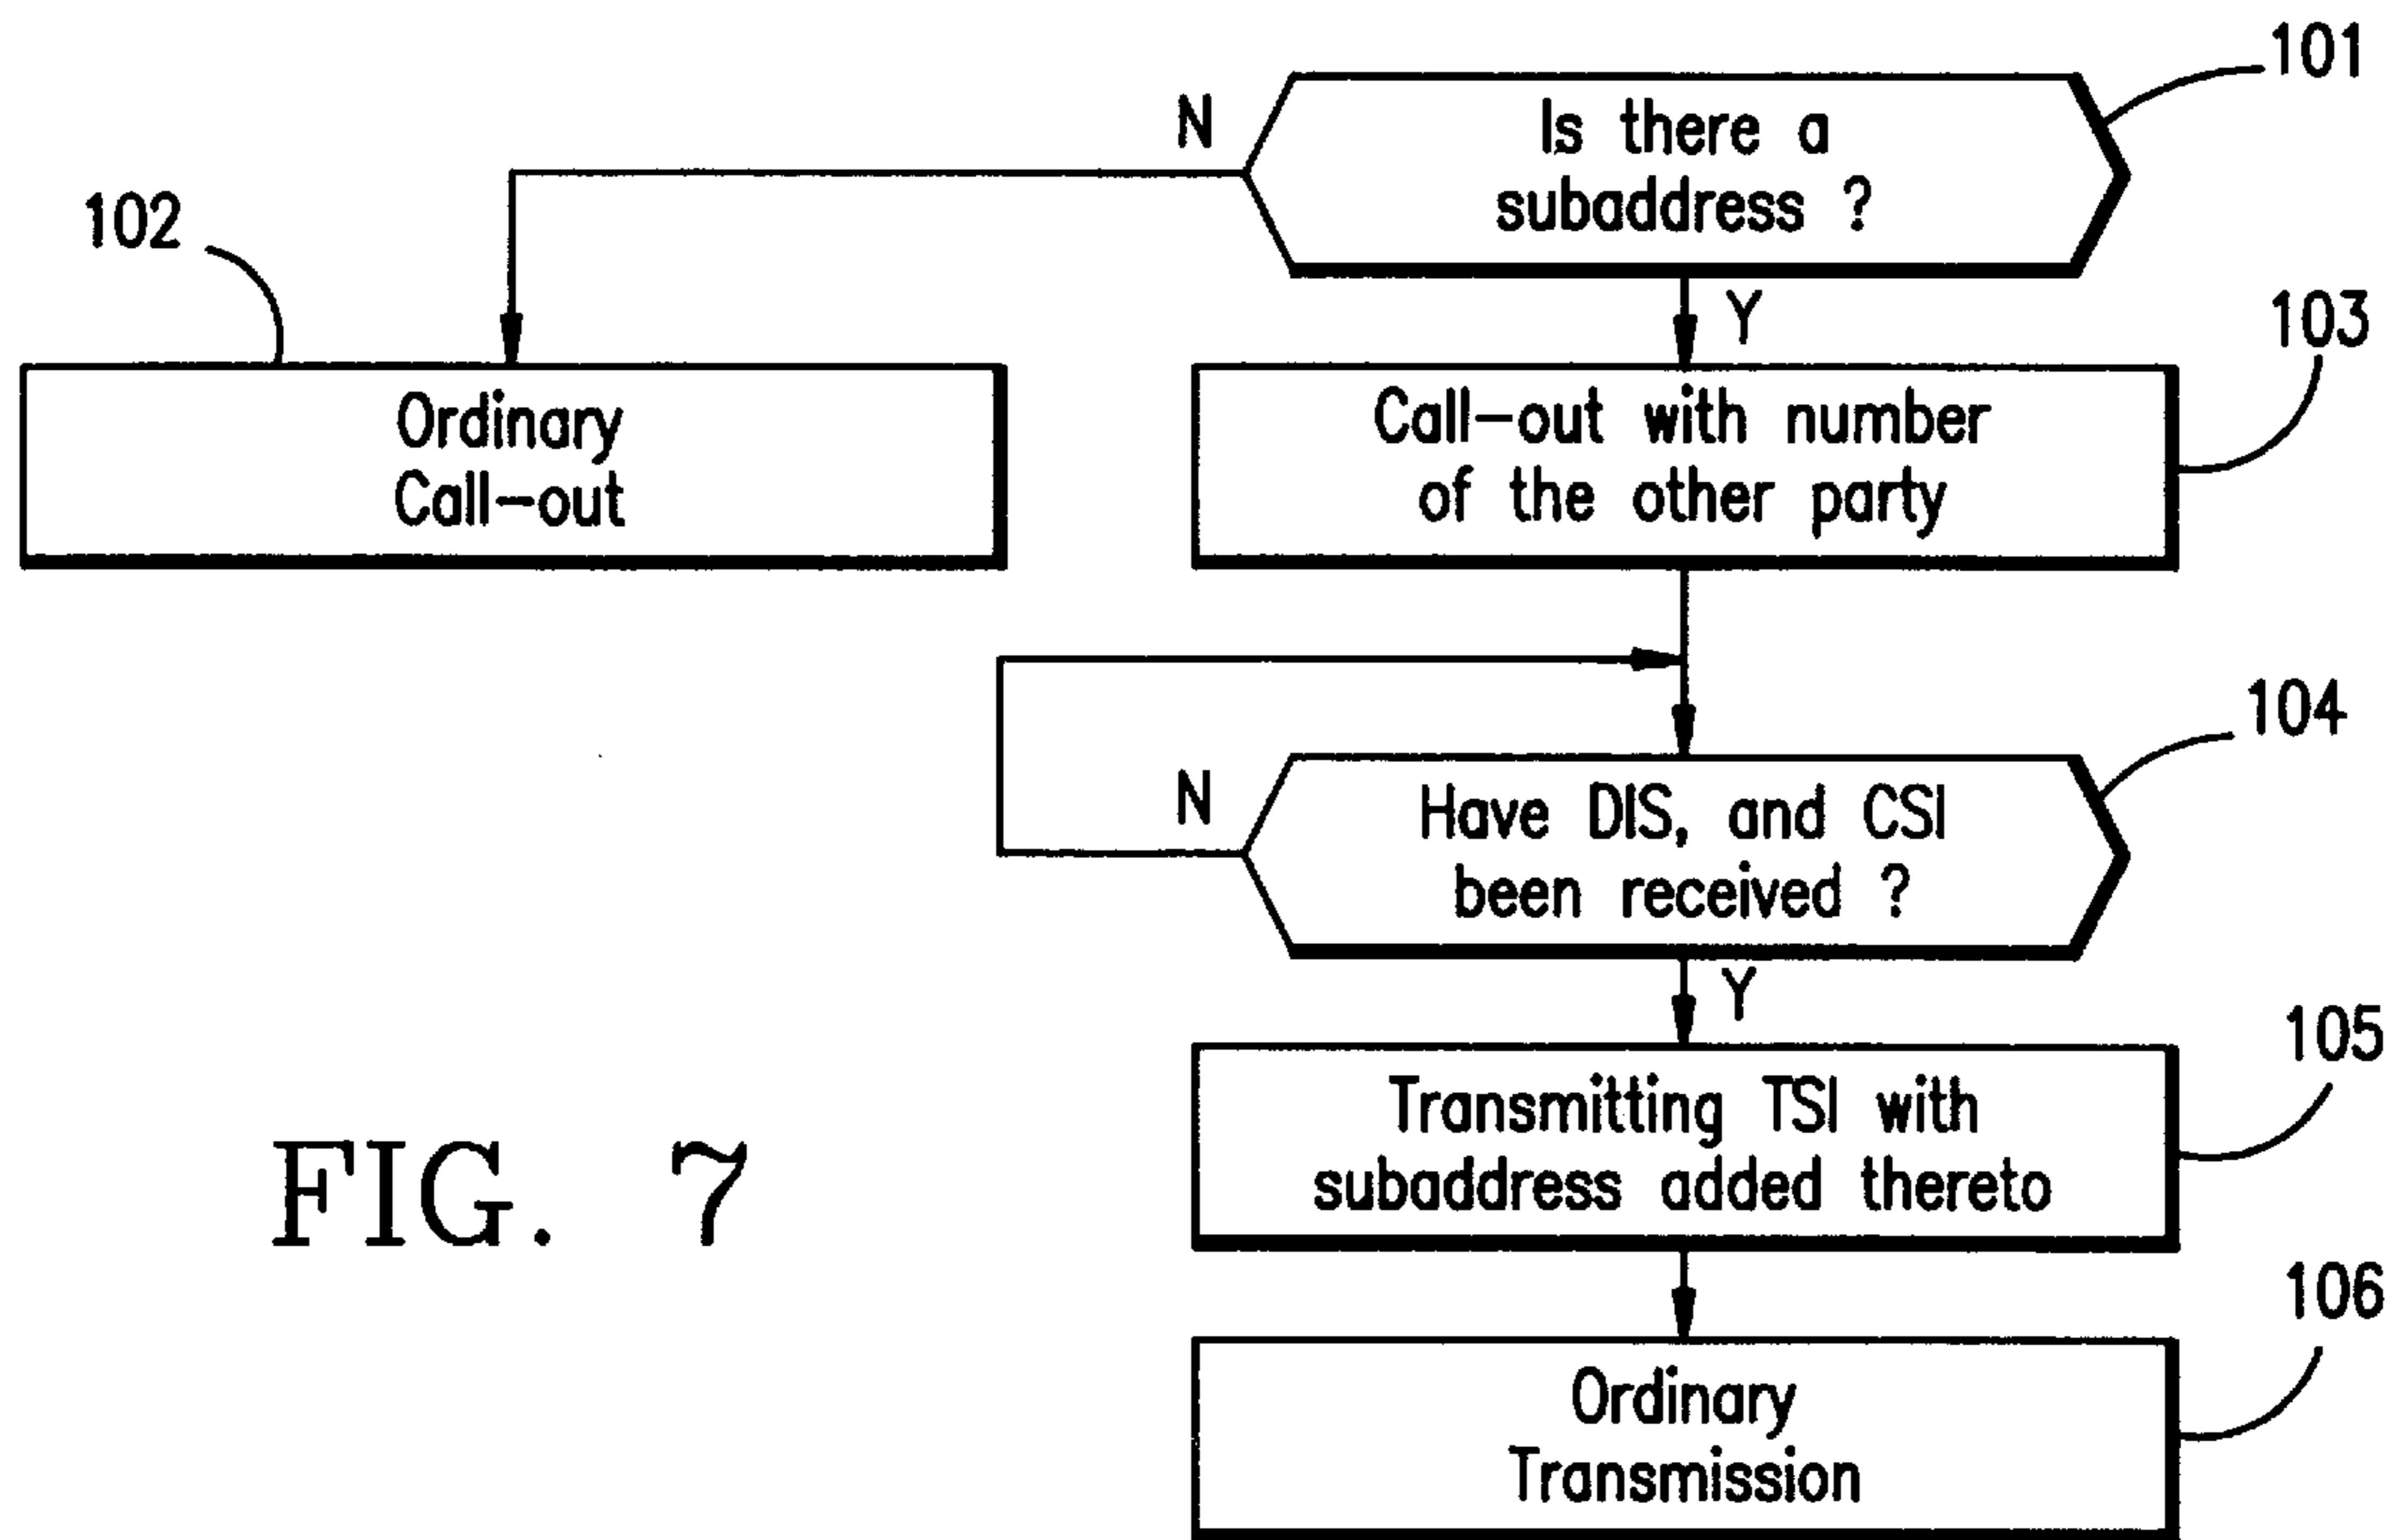 101
N
Is there a
subaddress ?
102
Y
103
Ordinary
Call-out
Call-out with number
of the other party
104
N
Have DIS, and CSI
been received ?
Y
105
Transmitting TSI with
subaddress added thereto
FIG. 7
106
Ordinary
Transmission